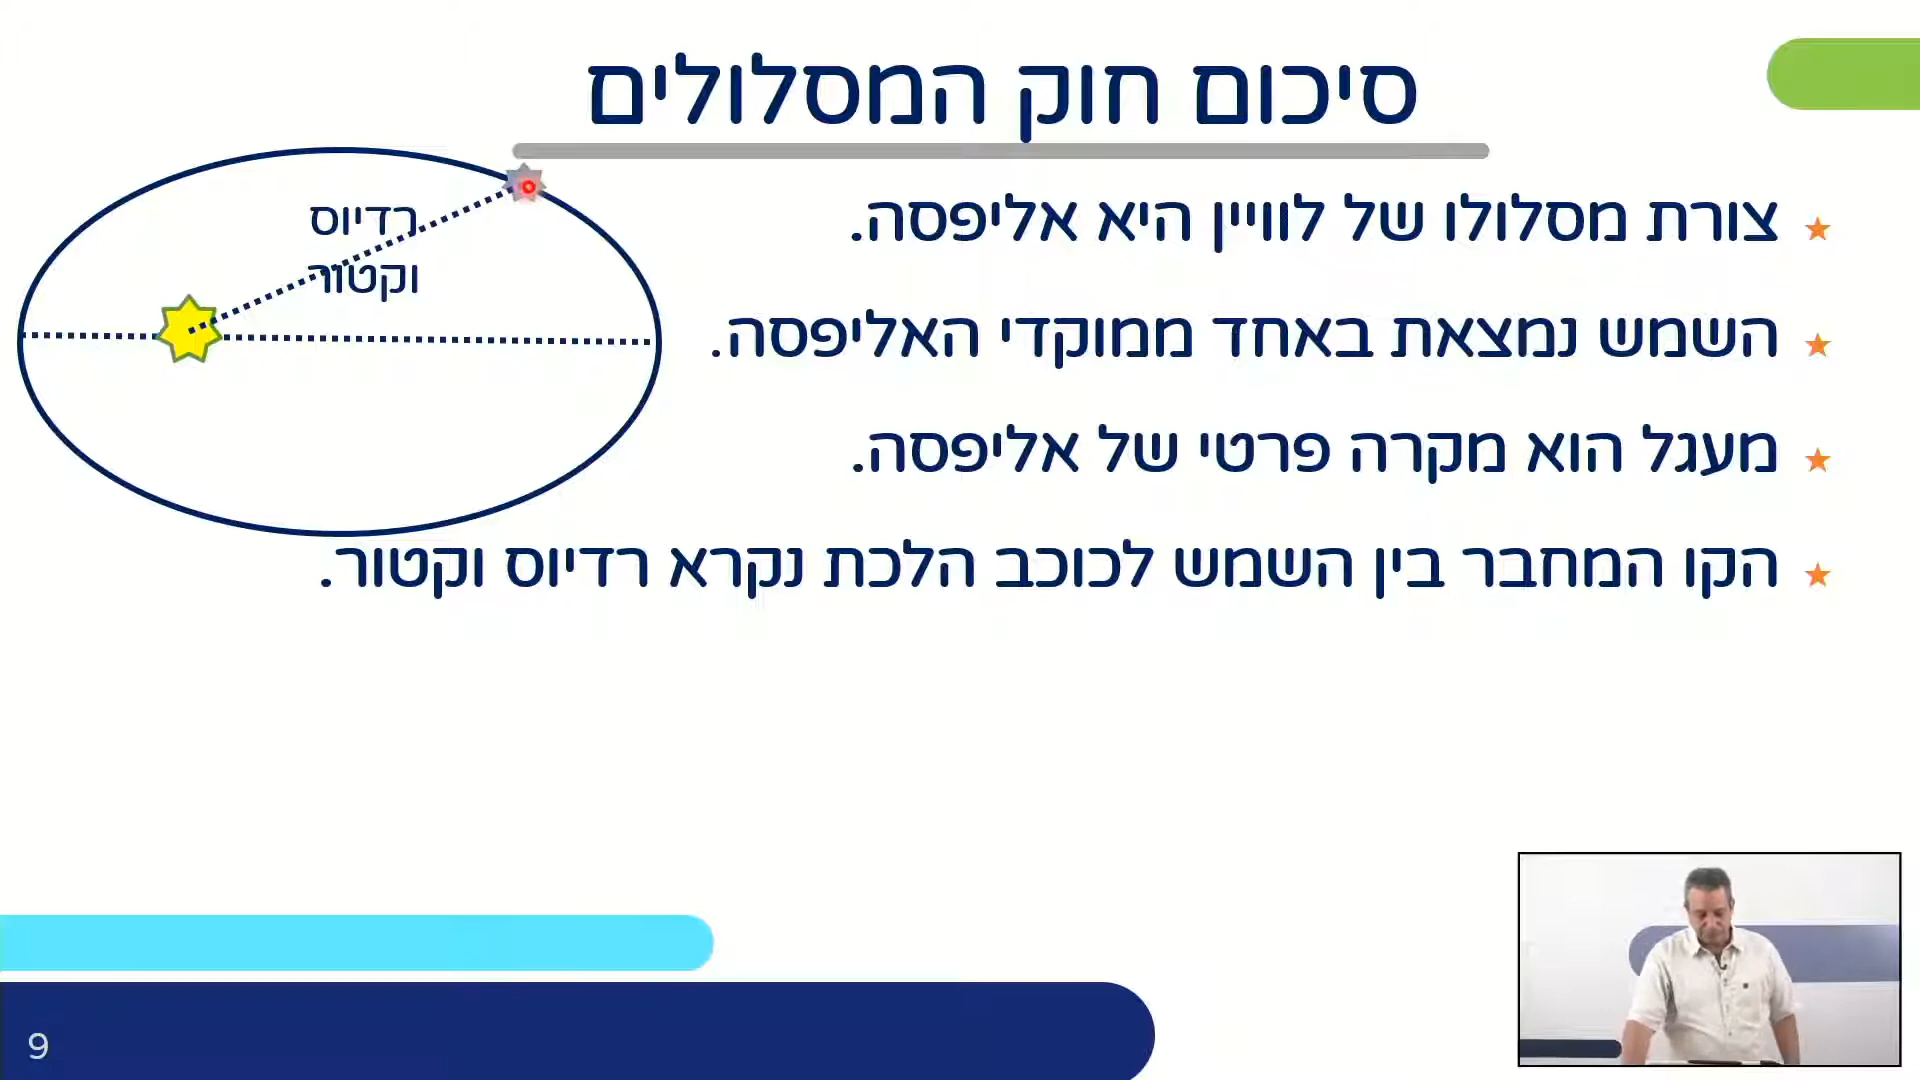 סיכום חוק המסלולים
צורת מסלולו של לוויין היא אליפסה.
השמש נמצאת באחד ממוקדי האליפסה.
מעגל הוא מקרה פרטי של אליפסה.
הקו המחבר בין השמש לכוכב הלכת נקרא רדיוס וקטור.
רדיוס
וקטור
9